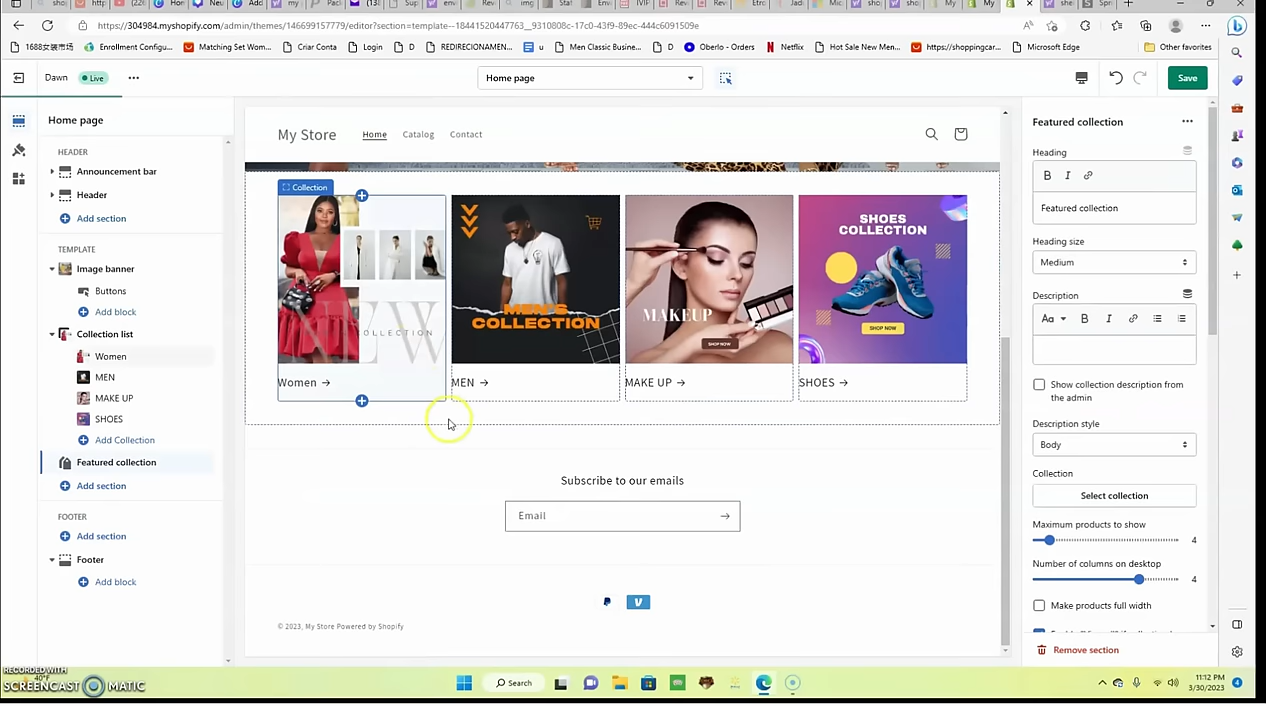 https://304984.myshopify.com/admin/themes/146699157779/editor?section=template--18441520447763__9310808c-17c0-43f9-89ec-444c6091509e
1688女装市场
Enrollment Configu...
Matching Set Wom...
Criar Conta
Login
D
REDIRECIONAMEN...
u
Men Classic Busine...
D
Oberlo - Orders
Netflix
Hot Sale New Men...
https://shoppingcar...
Microsoft Edge
Other favorites
Dawn
Live
Home page
Save
Home page
HEADER
Announcement bar
Header
Add section
TEMPLATE
Image banner
Buttons
Add block
Collection list
Women
MEN
MAKE UP
SHOES
Add Collection
Featured collection
Add section
FOOTER
Add section
Footer
Add block
My Store
Home
Catalog
Contact
Collection
NEW
COLLECTION
MEN'S
COLLECTION
MAKEUP
SHOP NOW
SHOES
COLLECTION
SHOP NOW
Women →
MEN →
MAKE UP →
SHOES →
Subscribe to our emails
Email
© 2023, My Store Powered by Shopify
Featured collection
Heading
B I
Featured collection
Heading size
Medium
Description
Aa B I
Show collection description from
the admin
Description style
Body
Collection
Select collection
Maximum products to show
4
Number of columns on desktop
4
Make products full width
Remove section
RECORDED WITH
SCREENCAST MATIC
40°F
Search
11:12 PM
3/30/2023
4